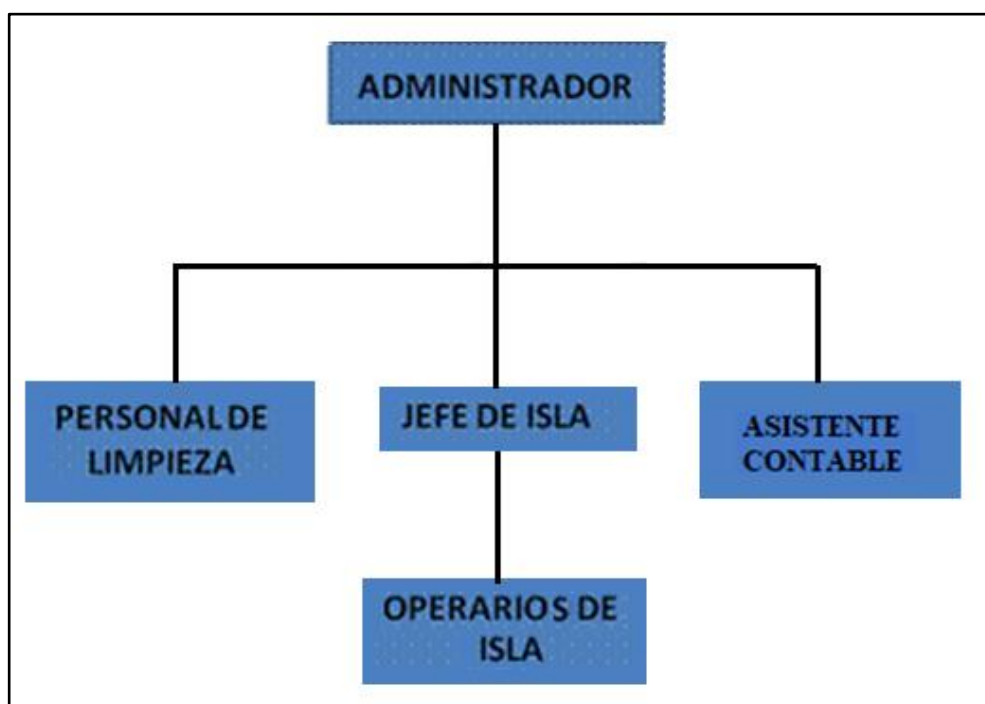 ADMINISTRADOR
PERSONAL DE
LIMPIEZA
JEFE DE ISLA
ASISTENTE
CONTABLE
OPERARIOS DE
ISLA